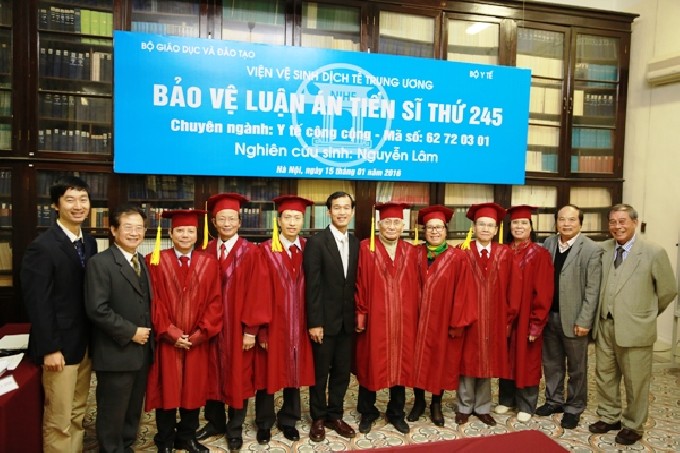 BỘ GIÁO DỤC VÀ ĐÀO TẠO
BỘ Y TẾ
VIỆN VỆ SINH DỊCH TỄ TRUNG ƯƠNG
NIHE
BẢO VỆ LUẬN ÁN TIẾN SĨ THỨ 245
Chuyên ngành: Y tế công cộng - Mã số: 62 72 03 01
Nghiên cứu sinh: Nguyễn Lâm
Hà Nội, ngày 15 tháng 01 năm 2016